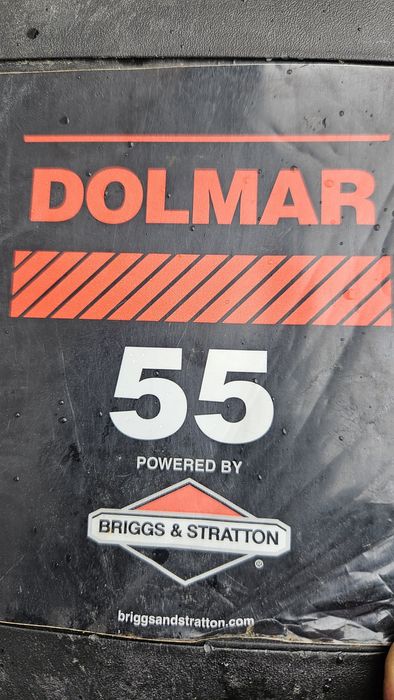 DOLMAR
55
POWERED BY
BRIGGS & STRATTON
®
briggsandstratton.com